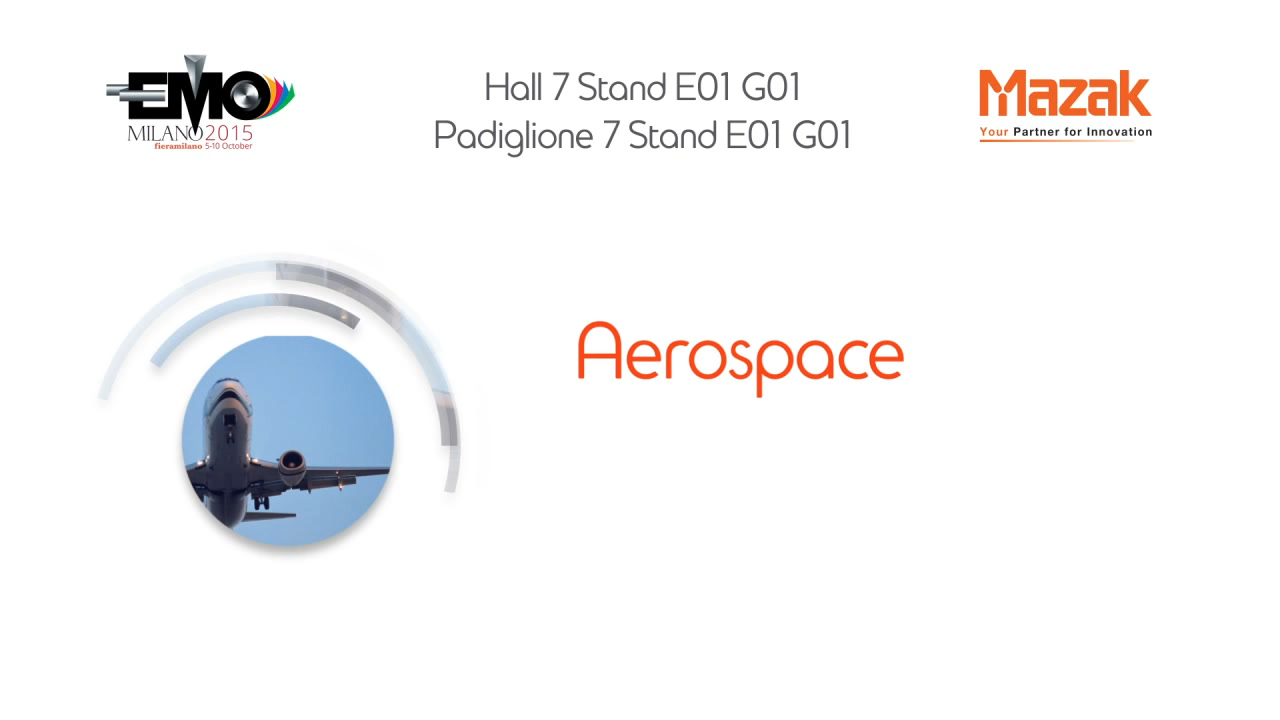 EMO
MILANO 2015
fieramilano 5-10 October
Hall 7 Stand E01 G01
Padiglione 7 Stand E01 G01
Mazak
Your Partner for Innovation
Aerospace